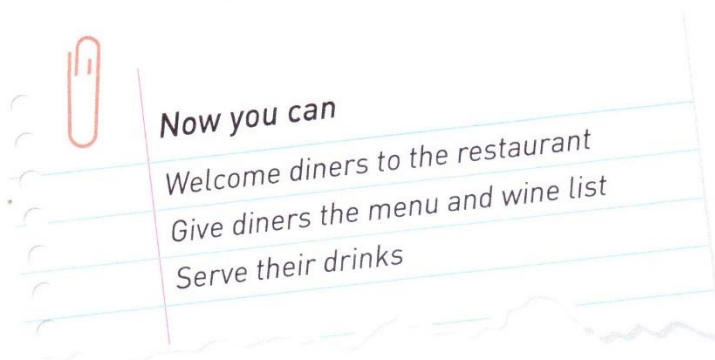 Now you can
Welcome diners to the restaurant
Give diners the menu and wine list
Serve their drinks